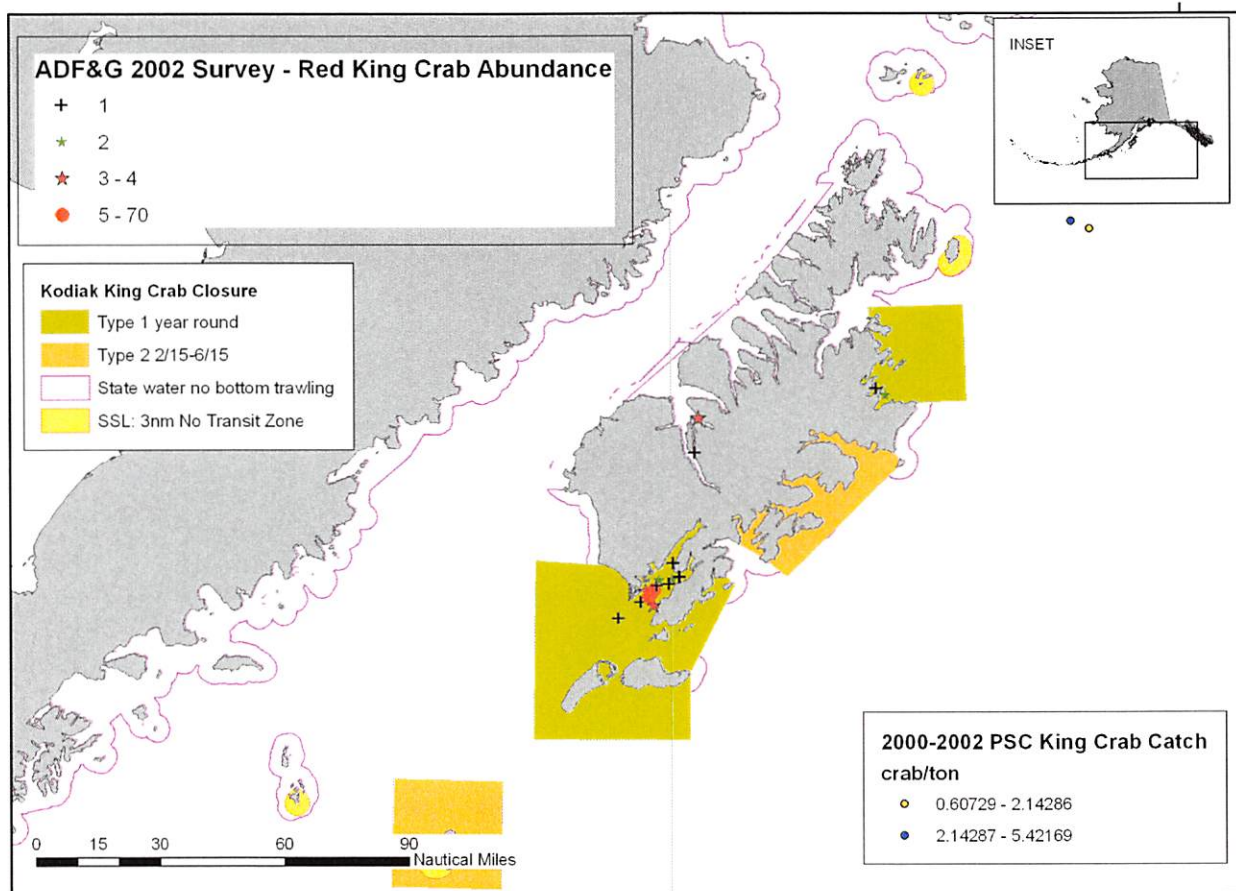 ADF&G 2002 Survey - Red King Crab Abundance
1
2
3 - 4
5 - 70
INSET
Kodiak King Crab Closure
Type 1 year round
Type 2 2/15-6/15
State water no bottom trawling
SSL: 3nm No Transit Zone
2000-2002 PSC King Crab Catch
crab/ton
0.60729 - 2.14286
2.14287 - 5.42169
0 15 30 60 90
Nautical Miles